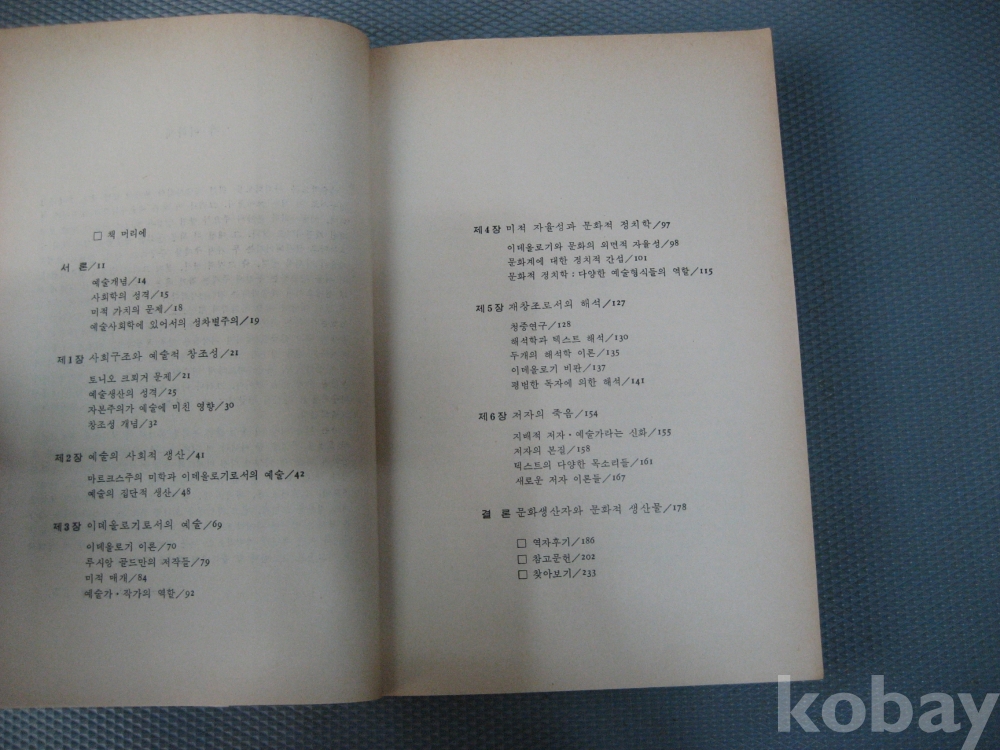 □ 책 머리에
서 론/11
예술개념/14
사회학의 성격/15
미적 가치의 문제/18
예술사회학에 있어서의 성차별주의/19
제1장 사회구조와 예술적 창조성/21
토니오 크뢰거 문제/21
예술생산의 성격/25
자본주의가 예술에 미친 영향/30
창조성 개념/32
제2장 예술의 사회적 생산/41
마르크스주의 미학과 이데올로기로서의 예술/42
예술의 집단적 생산/48
제3장 이데올로기로서의 예술/69
이데올로기 이론/70
루시앙 골드만의 저작들/79
미적 매개/84
예술가·작가의 역할/92
제4장 미적 자율성과 문화적 정치학/97
이데올로기와 문화의 외면적 자율성/98
문화계에 대한 정치적 간섭/101
문화적 정치학: 다양한 예술형식들의 역할/115
제5장 재창조로서의 해석/127
청중연구/128
해석학과 텍스트 해석/130
두개의 해석학 이론/135
이데올로기 비판/137
평범한 독자에 의한 해석/141
제6장 저자의 죽음/154
지배적 저자·예술가라는 신화/155
저자의 본질/158
텍스트의 다양한 목소리들/161
새로운 저자 이론들/167
결 론 문화생산자와 문화적 생산물/178
□ 역자후기/186
□ 참고문헌/202
□ 찾아보기/233
kobay